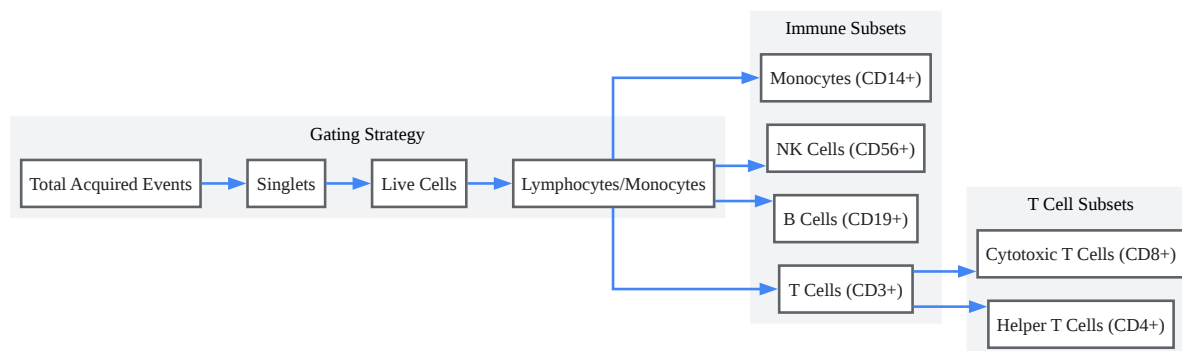 Immune Subsets
Monocytes (CD14+)
Gating Strategy
NK Cells (CD56+)
Total Acquired Events
Singlets
Live Cells
Lymphocytes/Monocytes
B Cells (CD19+)
T Cell Subsets
Cytotoxic T Cells (CD8+)
T Cells (CD3+)
Helper T Cells (CD4+)